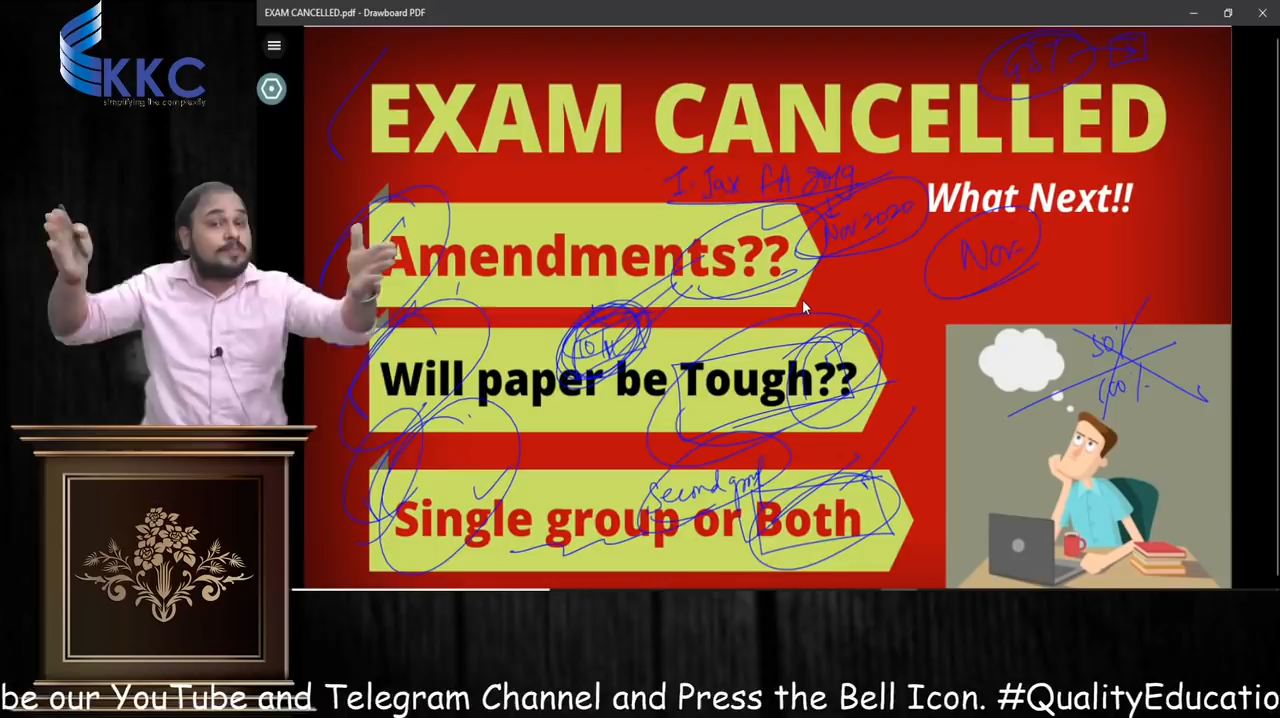 EXAM CANCELLED.pdf - Drawboard PDF
KKC
simplifying the complexity
GST
EXAM CANCELLED
I. Tax FA 2019
What Next!!
Nov 2020
Amendments??
Nov.
50%
100%
Will paper be Tough??
Second group
Single group or Both
be our YouTube and Telegram Channel and Press the Bell Icon. #QualityEducatio